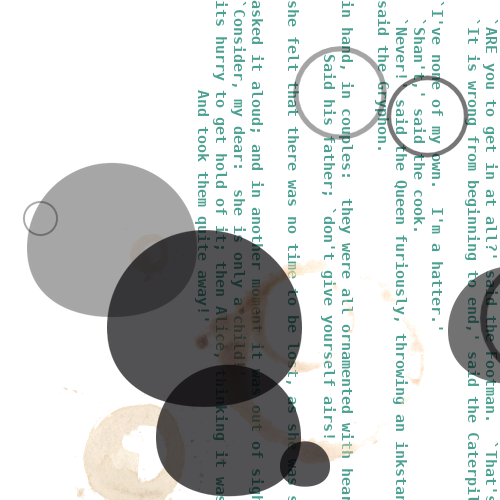 `ARE you to get in at all?' said the Footman. `That's
`It is wrong from beginning to end,' said the Caterpil
`I've none of my own. I'm a hatter.'
`Shan't,' said the cook.
`Never!' said the Queen furiously, throwing an inksta
said the Gryphon.
in hand, in couples: they were all ornamented with hear
`Said his father; `don't give yourself airs!
she felt that there was no time to be lost, as she was s
asked it aloud; and in another moment it was out of sigh
`Consider, my dear: she is only a child
its hurry to get hold of it; then Alice, thinking it was
And took them quite away!'